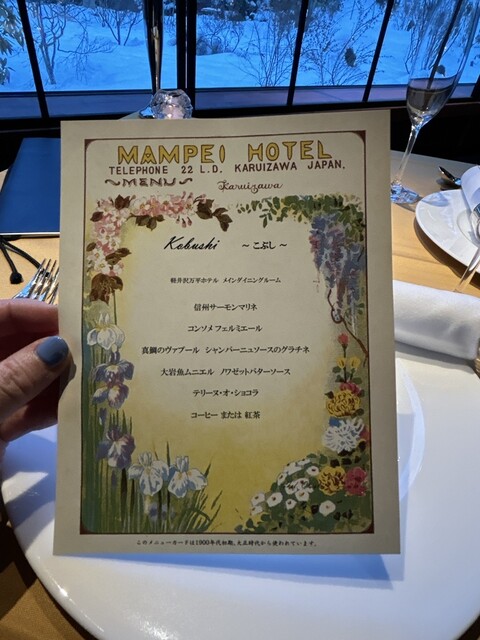 MAMPEI HOTEL
TELEPHONE 22 L.D. KARUIZAWA JAPAN.
MENU
Karuizawa
Kobushi ～こぶし～
軽井沢万平ホテル メインダイニングルーム
信州サーモンマリネ
コンソメ フェルミエール
真鯛のヴァプール シャンパーニュソースのグラチネ
大岩魚ムニエル ノワゼットバターソース
テリーヌ・オ・ショコラ
コーヒー または 紅茶
このメニューカードは1900年代初頭、大正時代から使われています。